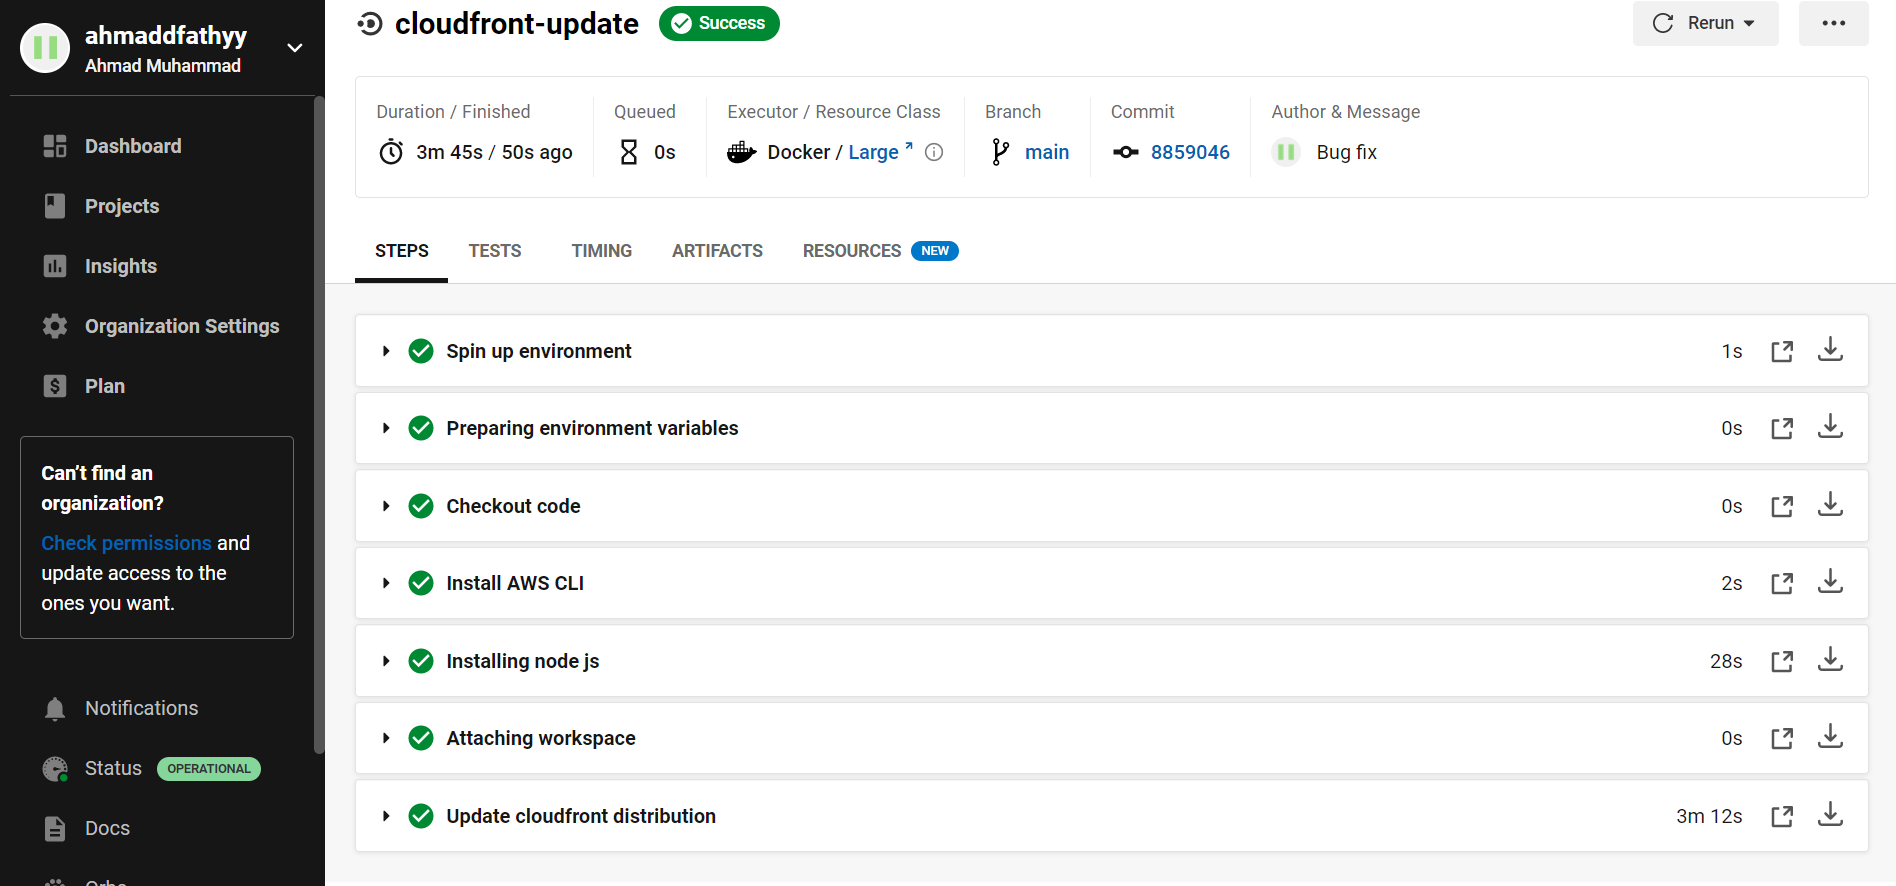 ahmaddfathyy
Ahmad Muhammad
Dashboard
Projects
Insights
Organization Settings
Plan
Can’t find an
organization?
Check permissions and
update access to the
ones you want.
Notifications
Status OPERATIONAL
Docs
Orbs
cloudfront-update Success
Rerun
Duration / Finished
3m 45s / 50s ago
Queued
0s
Executor / Resource Class
Docker / Large
Branch
main
Commit
8859046
Author & Message
Bug fix
STEPS TESTS TIMING ARTIFACTS RESOURCES NEW
Spin up environment 1s
Preparing environment variables 0s
Checkout code 0s
Install AWS CLI 2s
Installing node js 28s
Attaching workspace 0s
Update cloudfront distribution 3m 12s